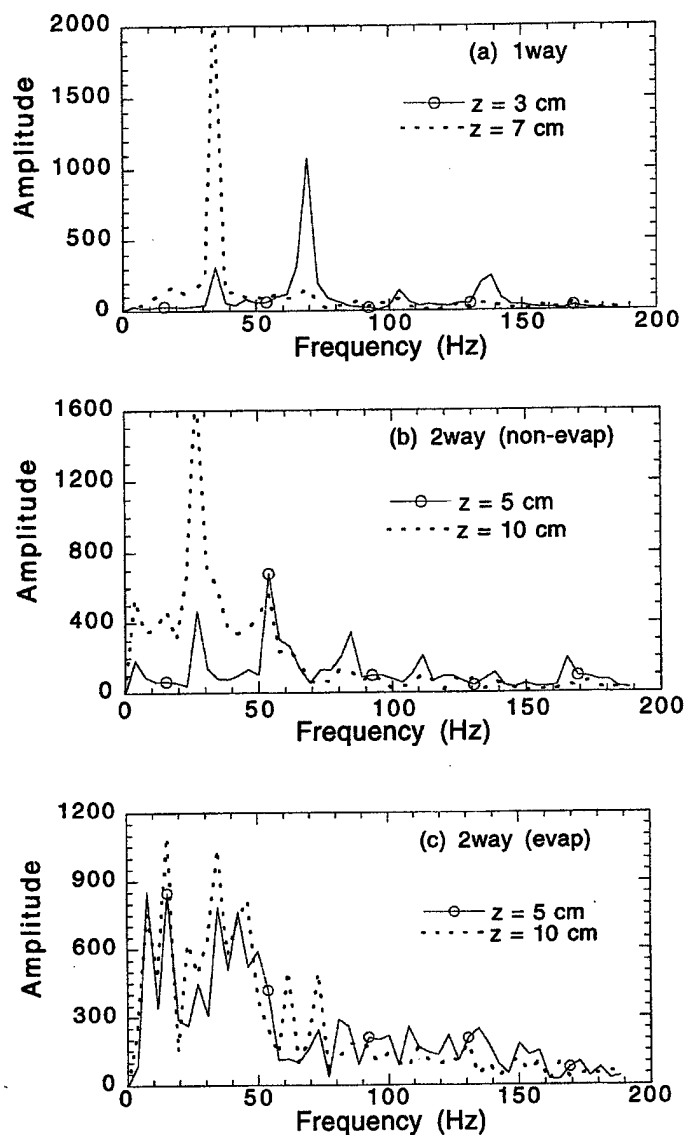 2000
1500
1000
500
0
Amplitude
(a) 1way
z = 3 cm
z = 7 cm
0 50 100 150 200
Frequency (Hz)
1600
1200
800
400
0
Amplitude
(b) 2way (non-evap)
z = 5 cm
z = 10 cm
0 50 100 150 200
Frequency (Hz)
1200
900
600
300
0
Amplitude
(c) 2way (evap)
z = 5 cm
z = 10 cm
0 50 100 150 200
Frequency (Hz)